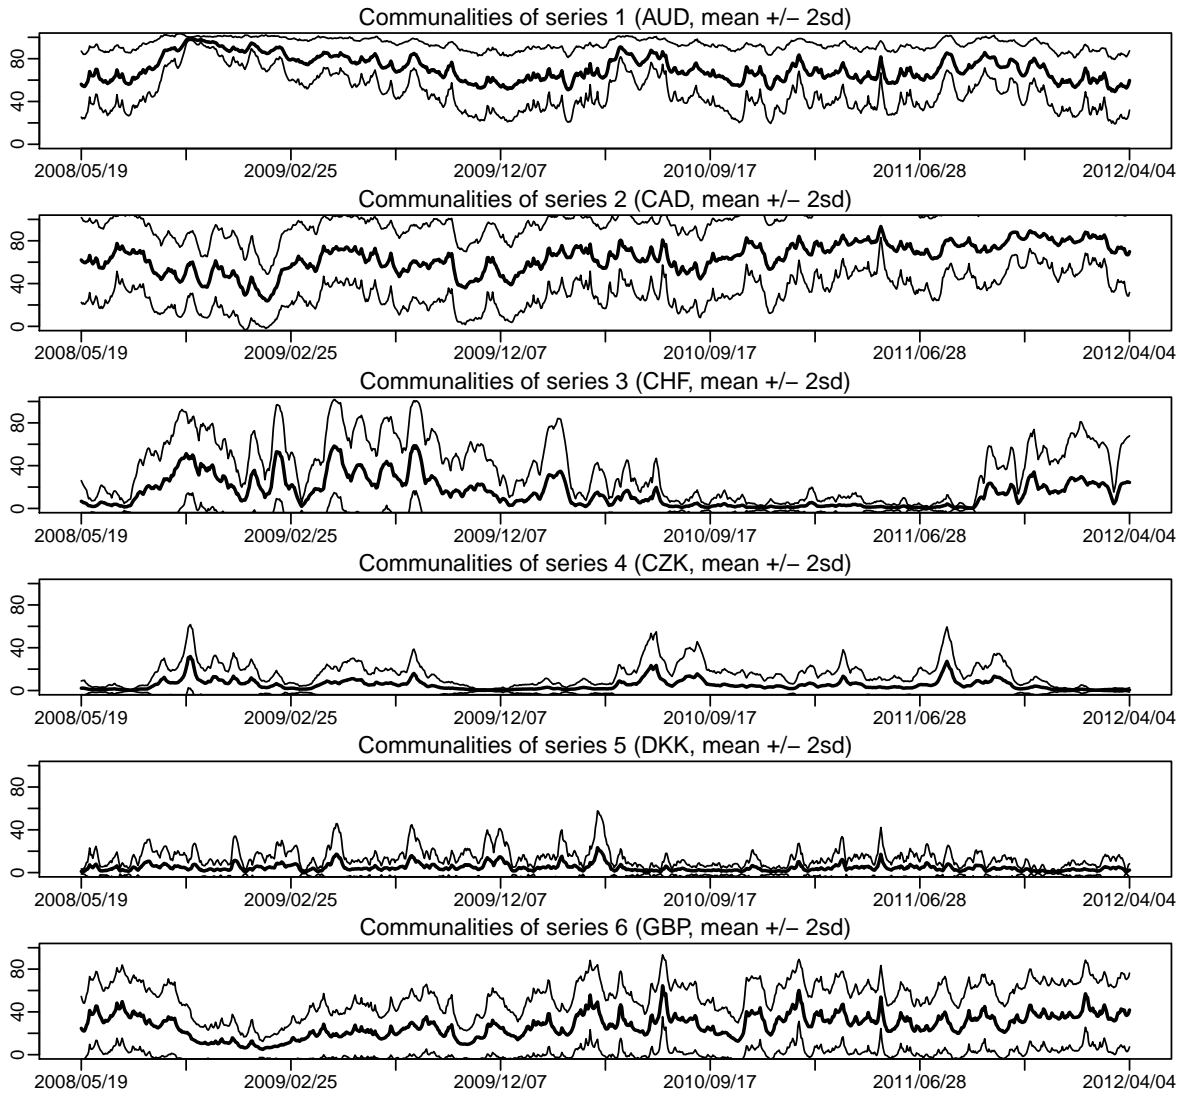 Communalities of series 1 (AUD, mean +/− 2sd)
80
40
0
2008/05/19 2009/02/25 2009/12/07 2010/09/17 2011/06/28 2012/04/04
Communalities of series 2 (CAD, mean +/− 2sd)
80
40
0
2008/05/19 2009/02/25 2009/12/07 2010/09/17 2011/06/28 2012/04/04
Communalities of series 3 (CHF, mean +/− 2sd)
80
40
0
2008/05/19 2009/02/25 2009/12/07 2010/09/17 2011/06/28 2012/04/04
Communalities of series 4 (CZK, mean +/− 2sd)
80
40
0
2008/05/19 2009/02/25 2009/12/07 2010/09/17 2011/06/28 2012/04/04
Communalities of series 5 (DKK, mean +/− 2sd)
80
40
0
2008/05/19 2009/02/25 2009/12/07 2010/09/17 2011/06/28 2012/04/04
Communalities of series 6 (GBP, mean +/− 2sd)
80
40
0
2008/05/19 2009/02/25 2009/12/07 2010/09/17 2011/06/28 2012/04/04